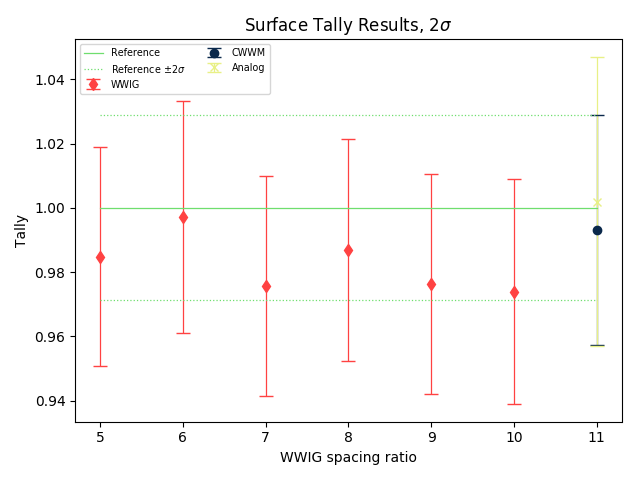 Surface Tally Results, 2σ
Reference
Reference ±2σ
WWIG
CWWM
Analog
1.04
1.02
1.00
0.98
0.96
0.94
Tally
5 6 7 8 9 10 11
WWIG spacing ratio